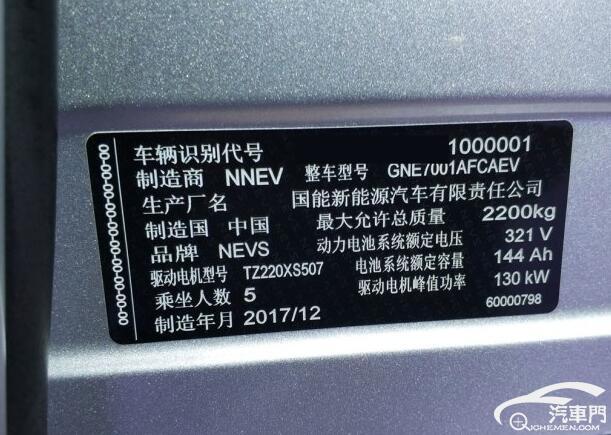 车辆识别代号 1000001
制造商 NNEV 整车型号 GNE7001AFCAEV
生产厂名 国能新能源汽车有限责任公司
制造国 中国 最大允许总质量 2200kg
品牌 NEVS 动力电池系统额定电压 321 V
驱动电机型号 TZ220XS507 电池系统额定容量 144 Ah
乘坐人数 5 驱动电机峰值功率 130 kW
制造年月 2017/12 60000798
汽車門
QICHEMEN.COM